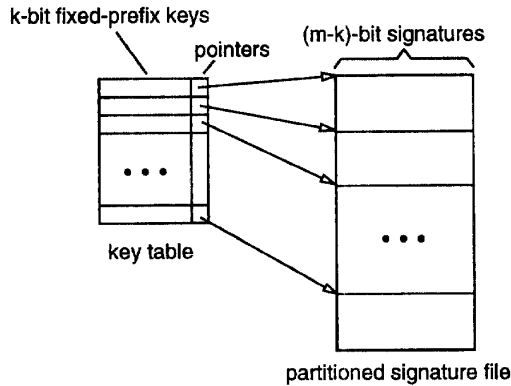 k-bit fixed-prefix keys
pointers
(m-k)-bit signatures
• • •
• • •
key table
partitioned signature file